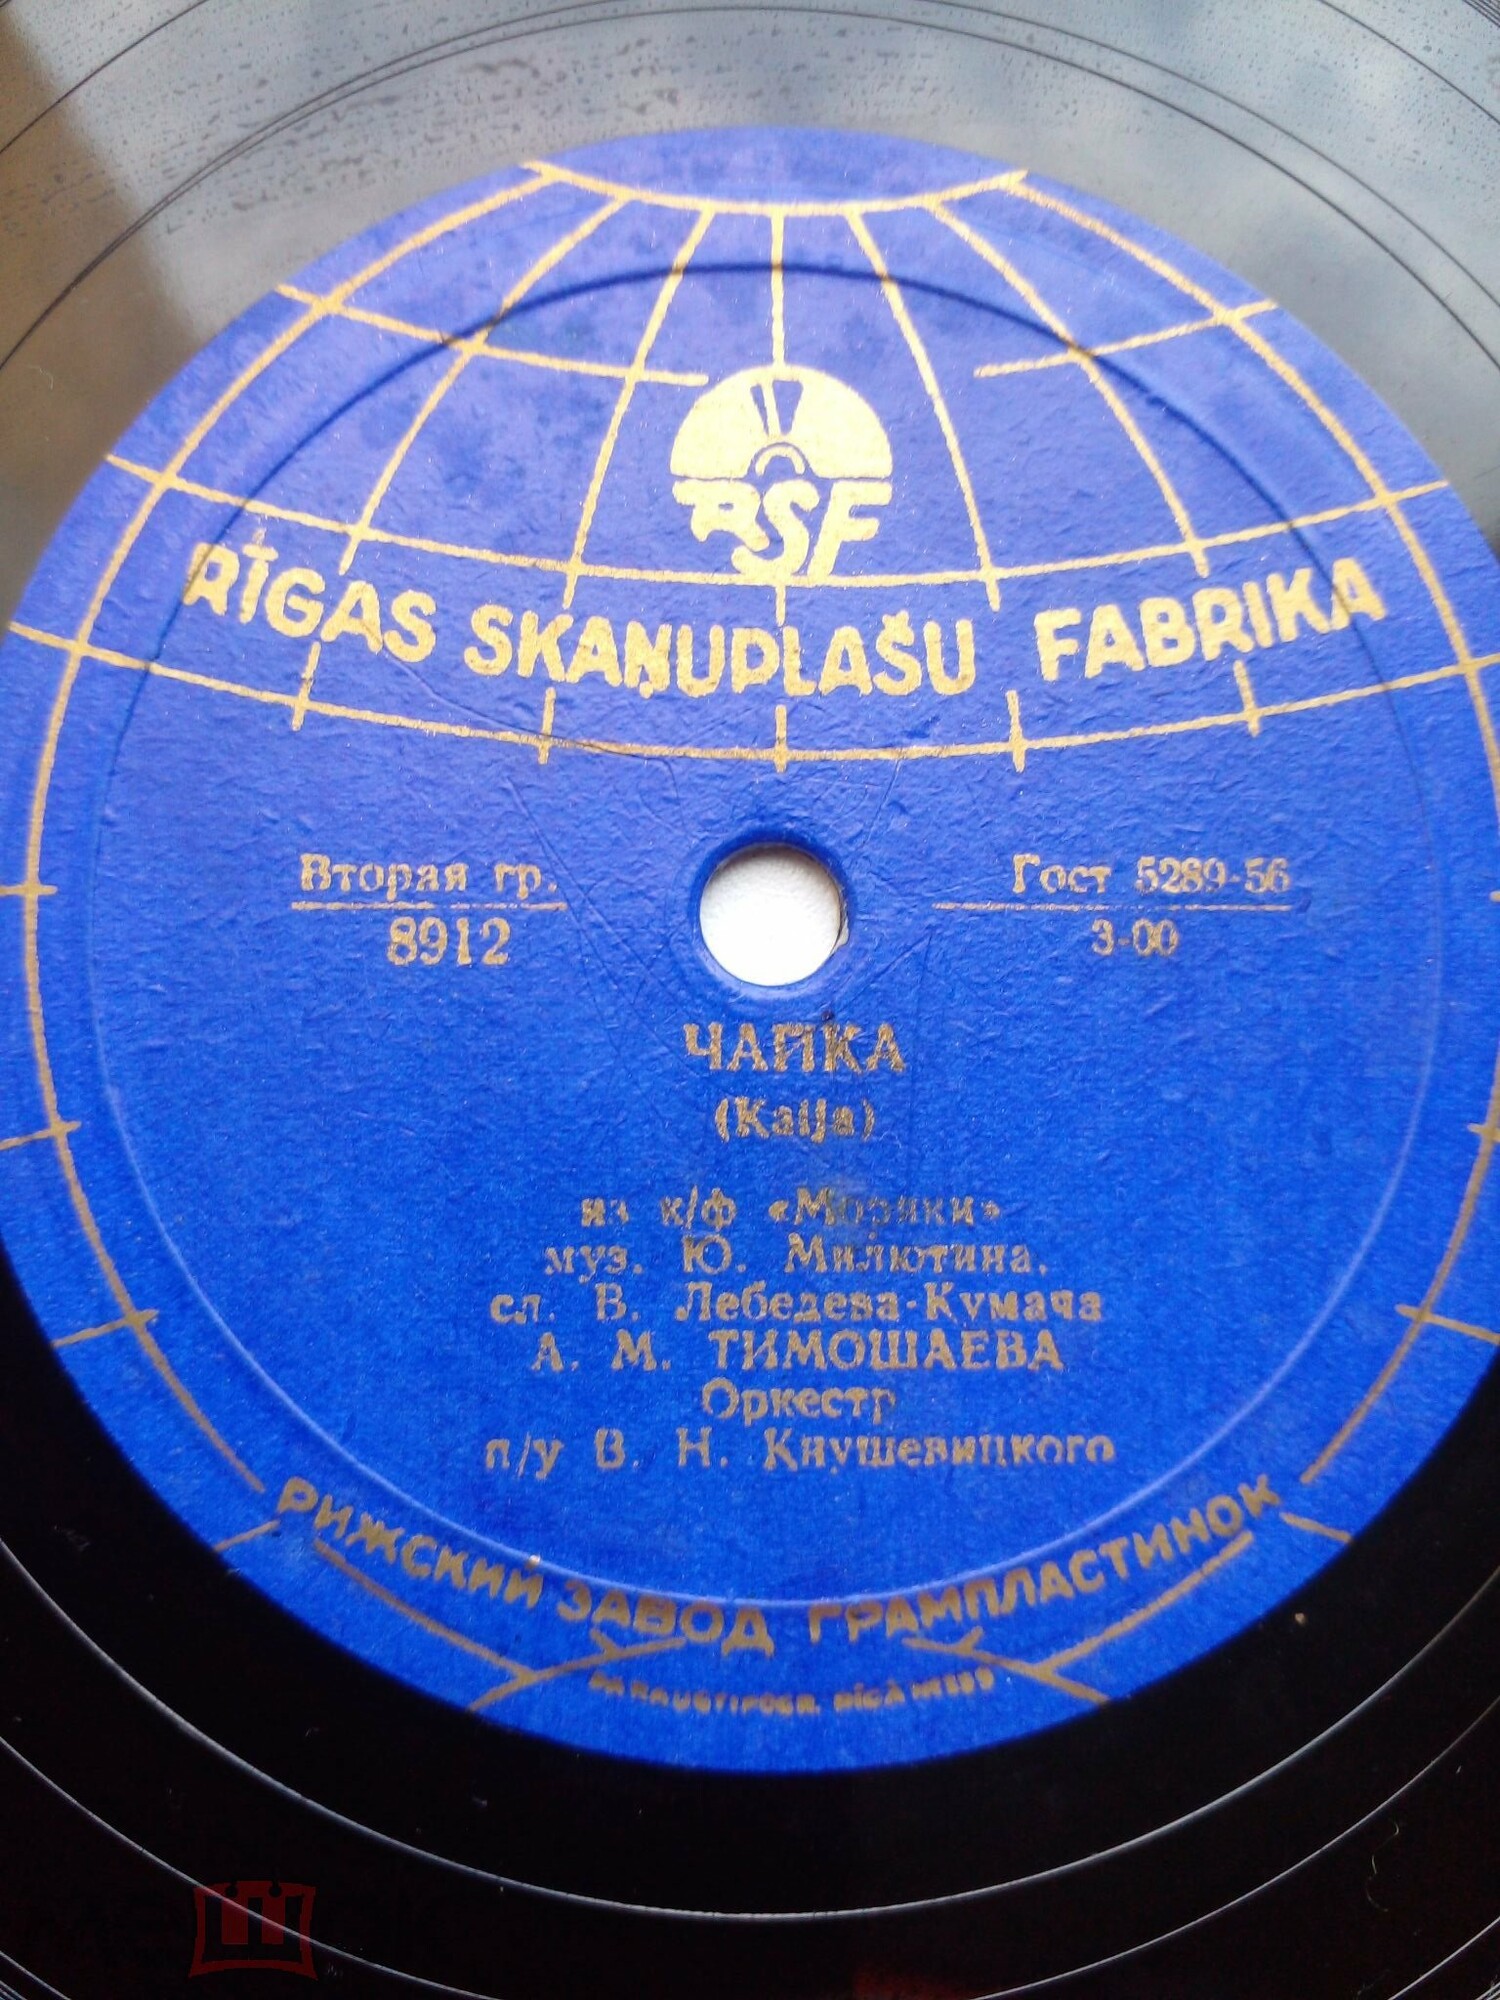 RSF
RĪGAS SKAŅUPLAŠU FABRIKA
Вторая гр.
8912
Гост 5289-56
3-00
ЧАЙКА
(Kaija)
из к/ф «Моряки»
муз. Ю. Милютина,
сл. В. Лебедева-Кумача
А. М. ТИМОШАЕВА
Оркестр
п/у В. Н. Кнушевицкого
РИЖСКИЙ ЗАВОД ГРАМПЛАСТИНОК
RĪGĀ